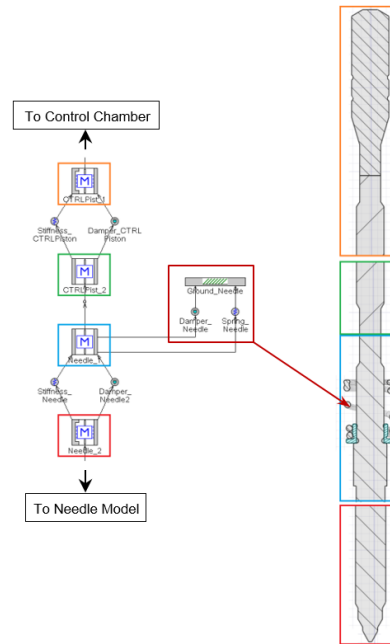 To Control Chamber
M
CTRLPist_1
Stiffness_
CTRLPiston
Damper_CTRL
Piston
M
CTRLPist_2
Ground_Needle
Damper_
Needle
Spring_
Needle
M
Needle_1
Stiffness_
Needle
Damper_
Needle2
M
Needle_2
To Needle Model